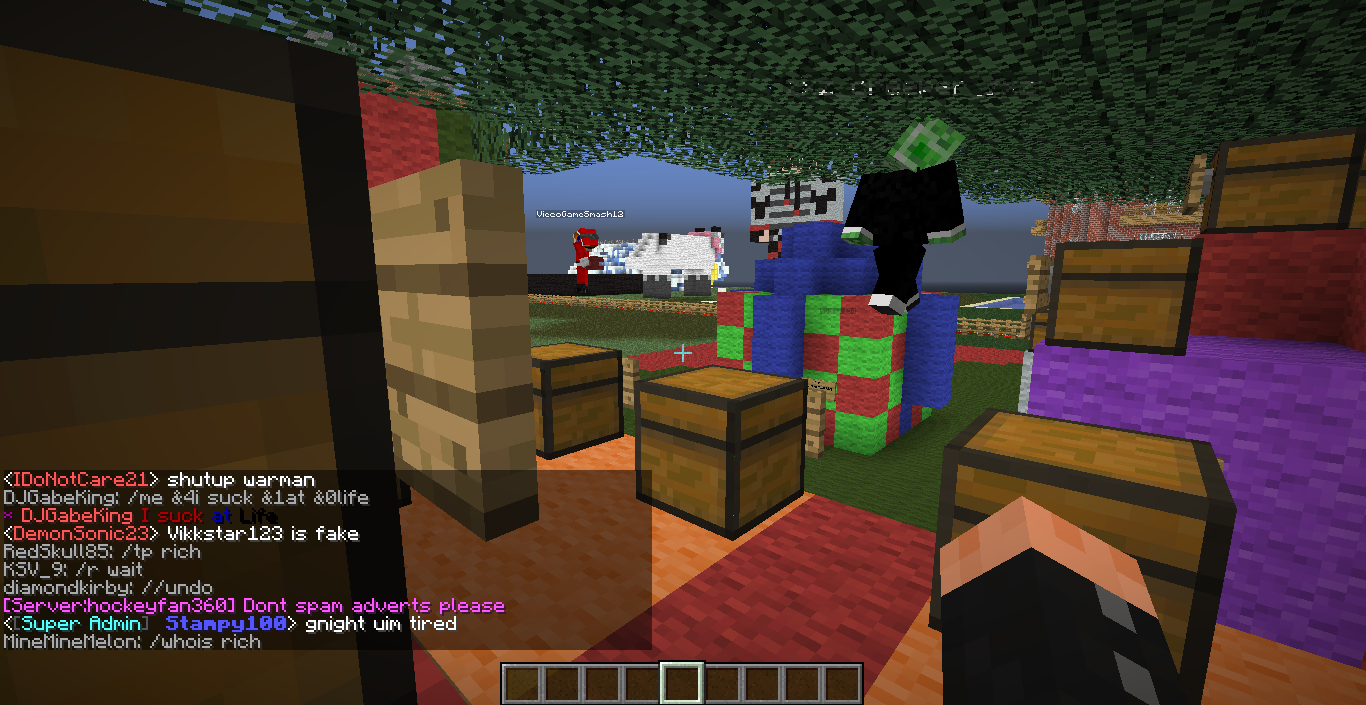 VideoGameSmash13
<IDoNotCare21> shutup warman
DJGabeKing: /me &4i suck &1at &0life
* DJGabeKing I suck at Life
<DemonSonic23> Vikkstar123 is fake
RedSkull85: /tp rich
KSV_9: /r wait
diamondkirby: //undo
[Server:hockeyfan360] Dont spam adverts please
<[Super Admin] Stampy100> gnight uim tired
MineMineMelon: /whois rich